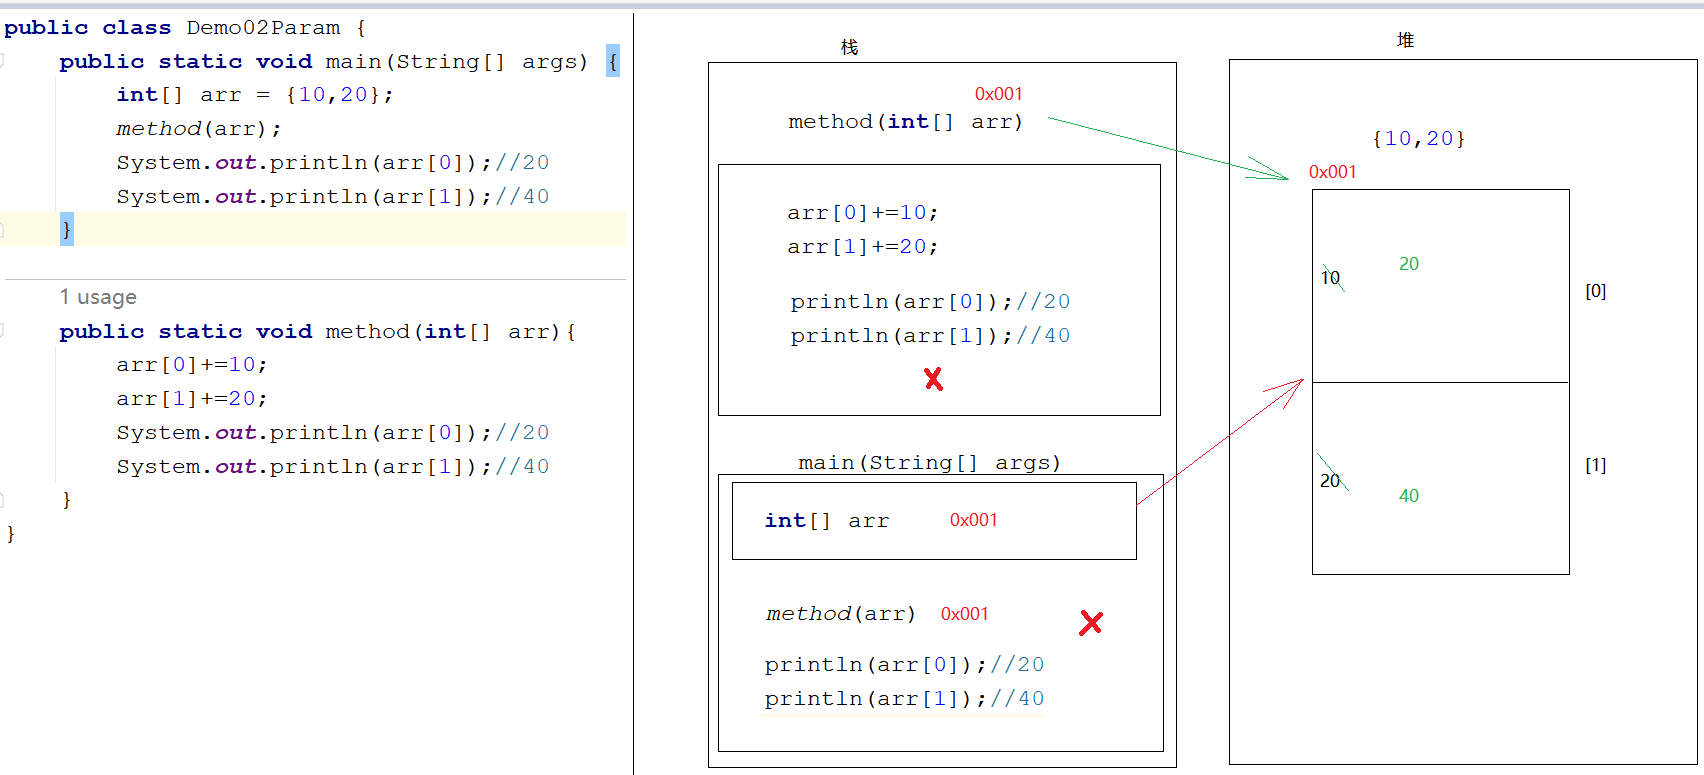 public class Demo02Param {
public static void main(String[] args) {
int[] arr = {10,20};
method(arr);
System.out.println(arr[0]);//20
System.out.println(arr[1]);//40
}
1 usage
public static void method(int[] arr){
arr[0]+=10;
arr[1]+=20;
System.out.println(arr[0]);//20
System.out.println(arr[1]);//40
}
}
栈
0x001
method(int[] arr)
arr[0]+=10;
arr[1]+=20;
println(arr[0]);//20
println(arr[1]);//40
main(String[] args)
int[] arr 0x001
method(arr) 0x001
println(arr[0]);//20
println(arr[1]);//40
堆
{10,20}
0x001
10 20 [0]
20 40 [1]